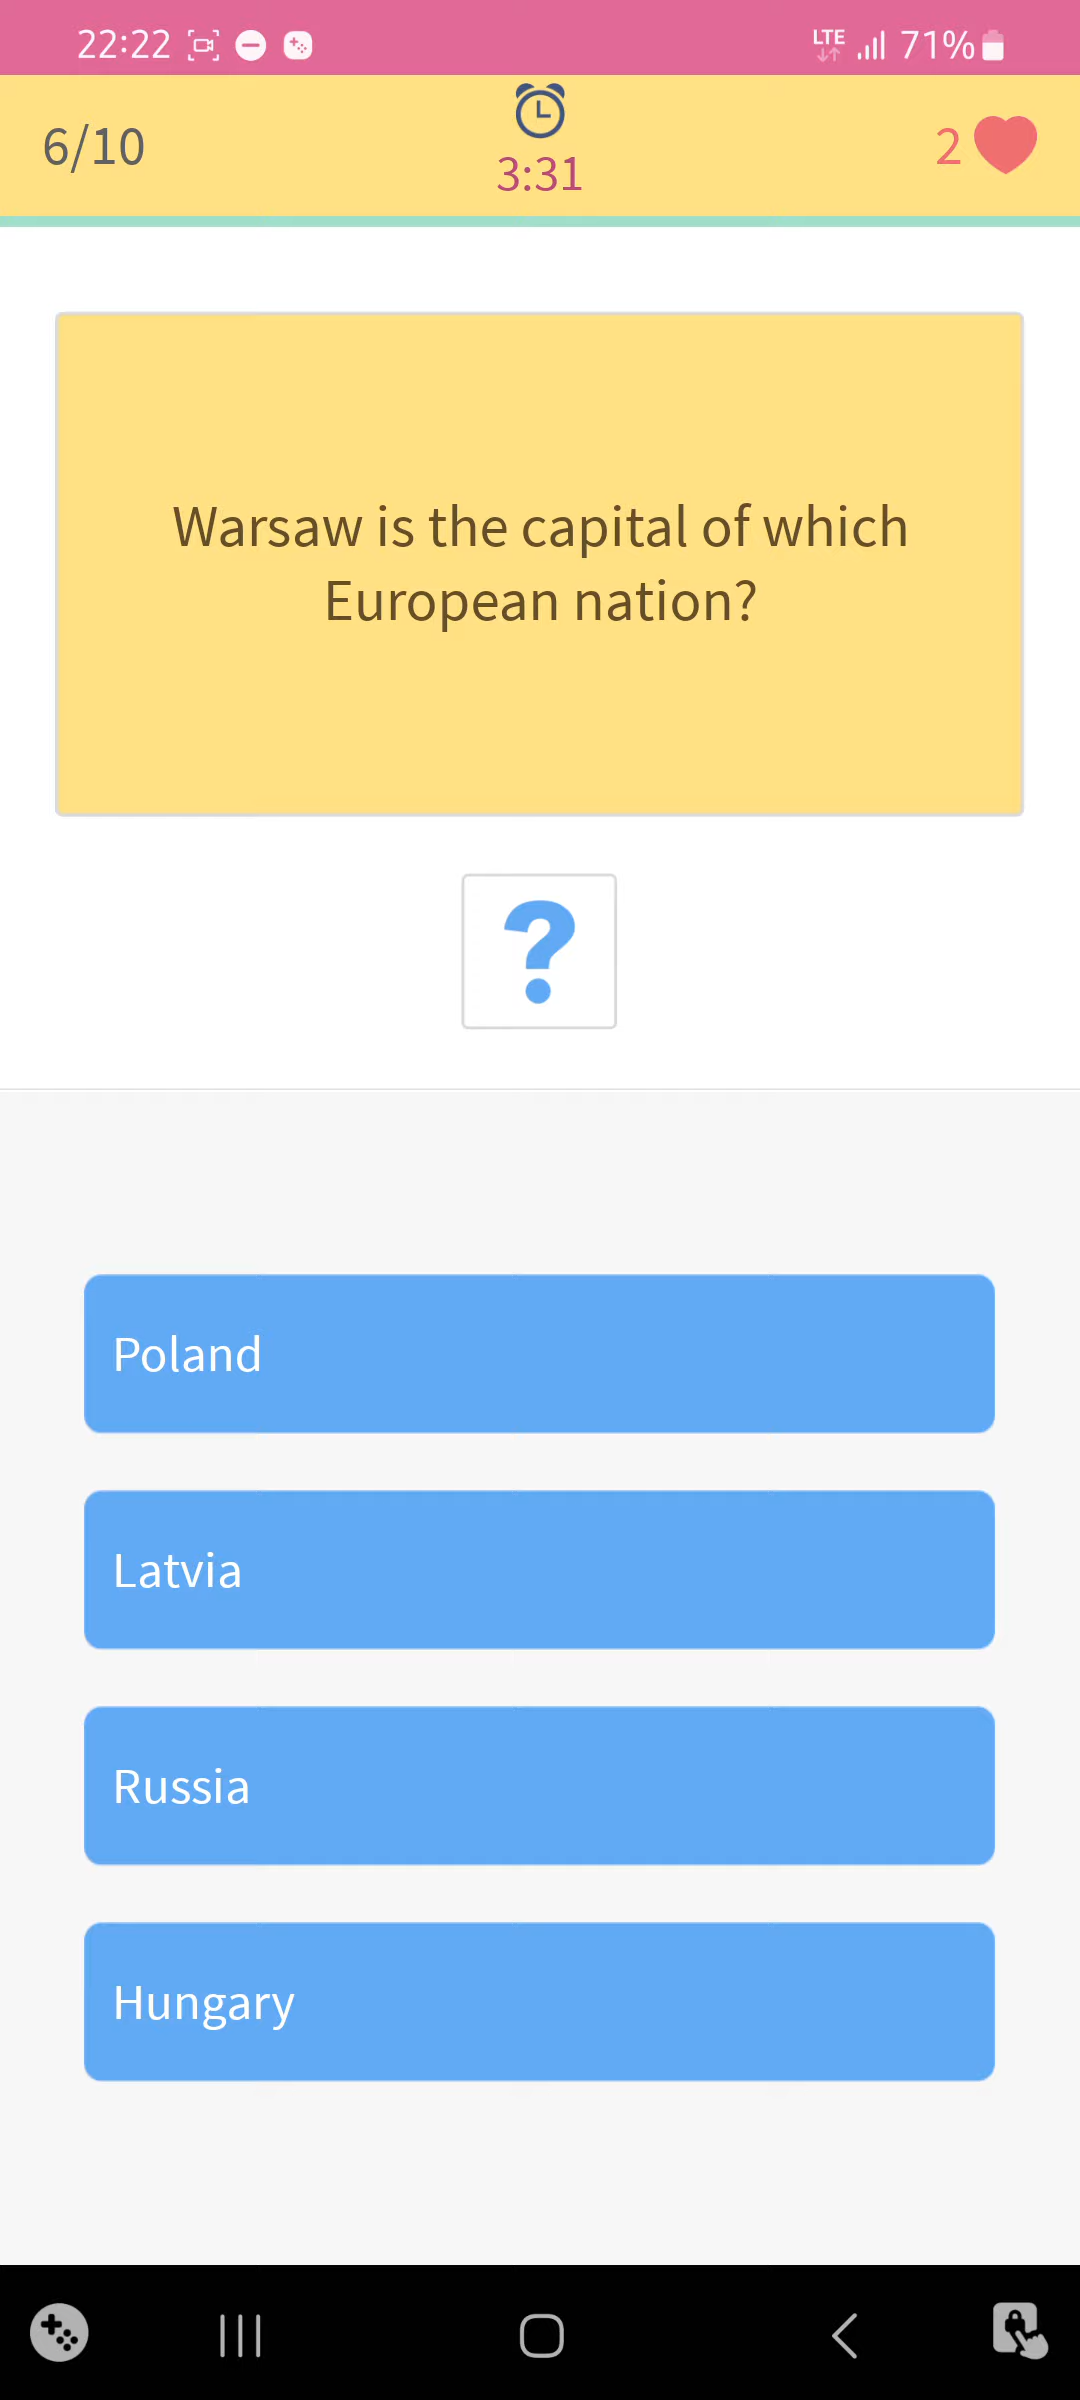 22:22
LTE 71%
6/10
3:31
2
Warsaw is the capital of which
European nation?
?
Poland
Latvia
Russia
Hungary